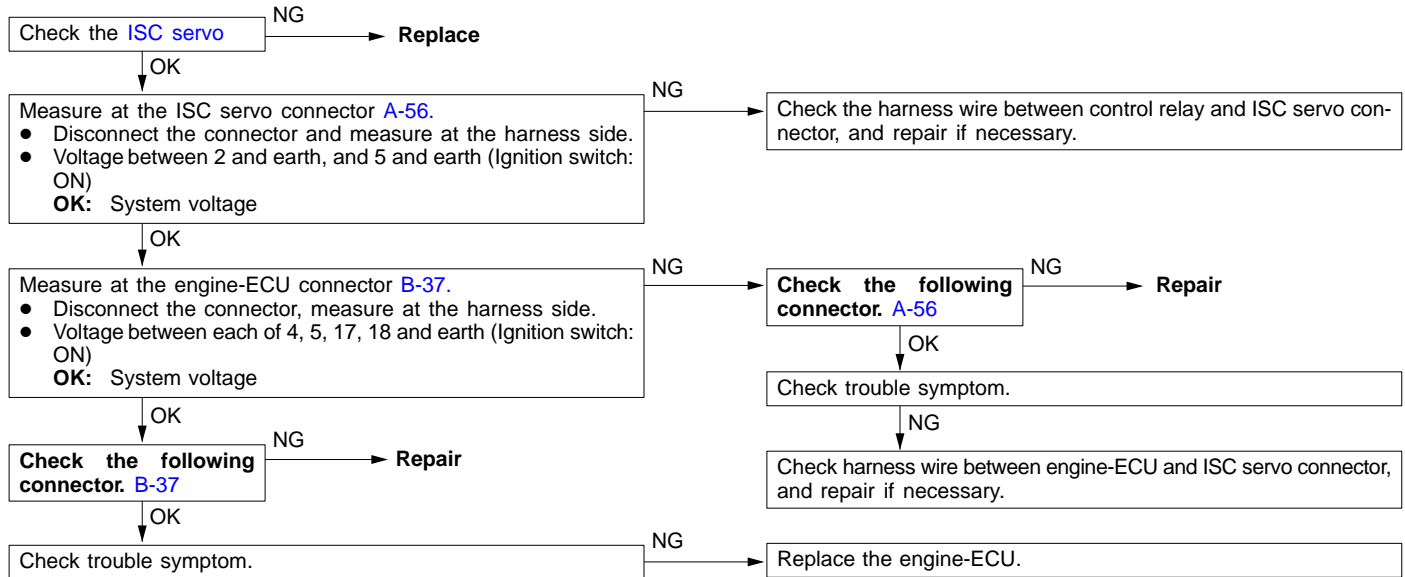 Check the ISC servo
NG
Replace
OK
Measure at the ISC servo connector A-56.
● Disconnect the connector and measure at the harness side.
● Voltage between 2 and earth, and 5 and earth (Ignition switch:
ON)
OK: System voltage
NG
Check the harness wire between control relay and ISC servo con-
nector, and repair if necessary.
OK
Measure at the engine-ECU connector B-37.
● Disconnect the connector, measure at the harness side.
● Voltage between each of 4, 5, 17, 18 and earth (Ignition switch:
ON)
OK: System voltage
NG
Check the following
connector. A-56
NG
Repair
OK
Check trouble symptom.
NG
Check harness wire between engine-ECU and ISC servo connector,
and repair if necessary.
OK
Check the following
connector. B-37
NG
Repair
OK
Check trouble symptom.
NG
Replace the engine-ECU.